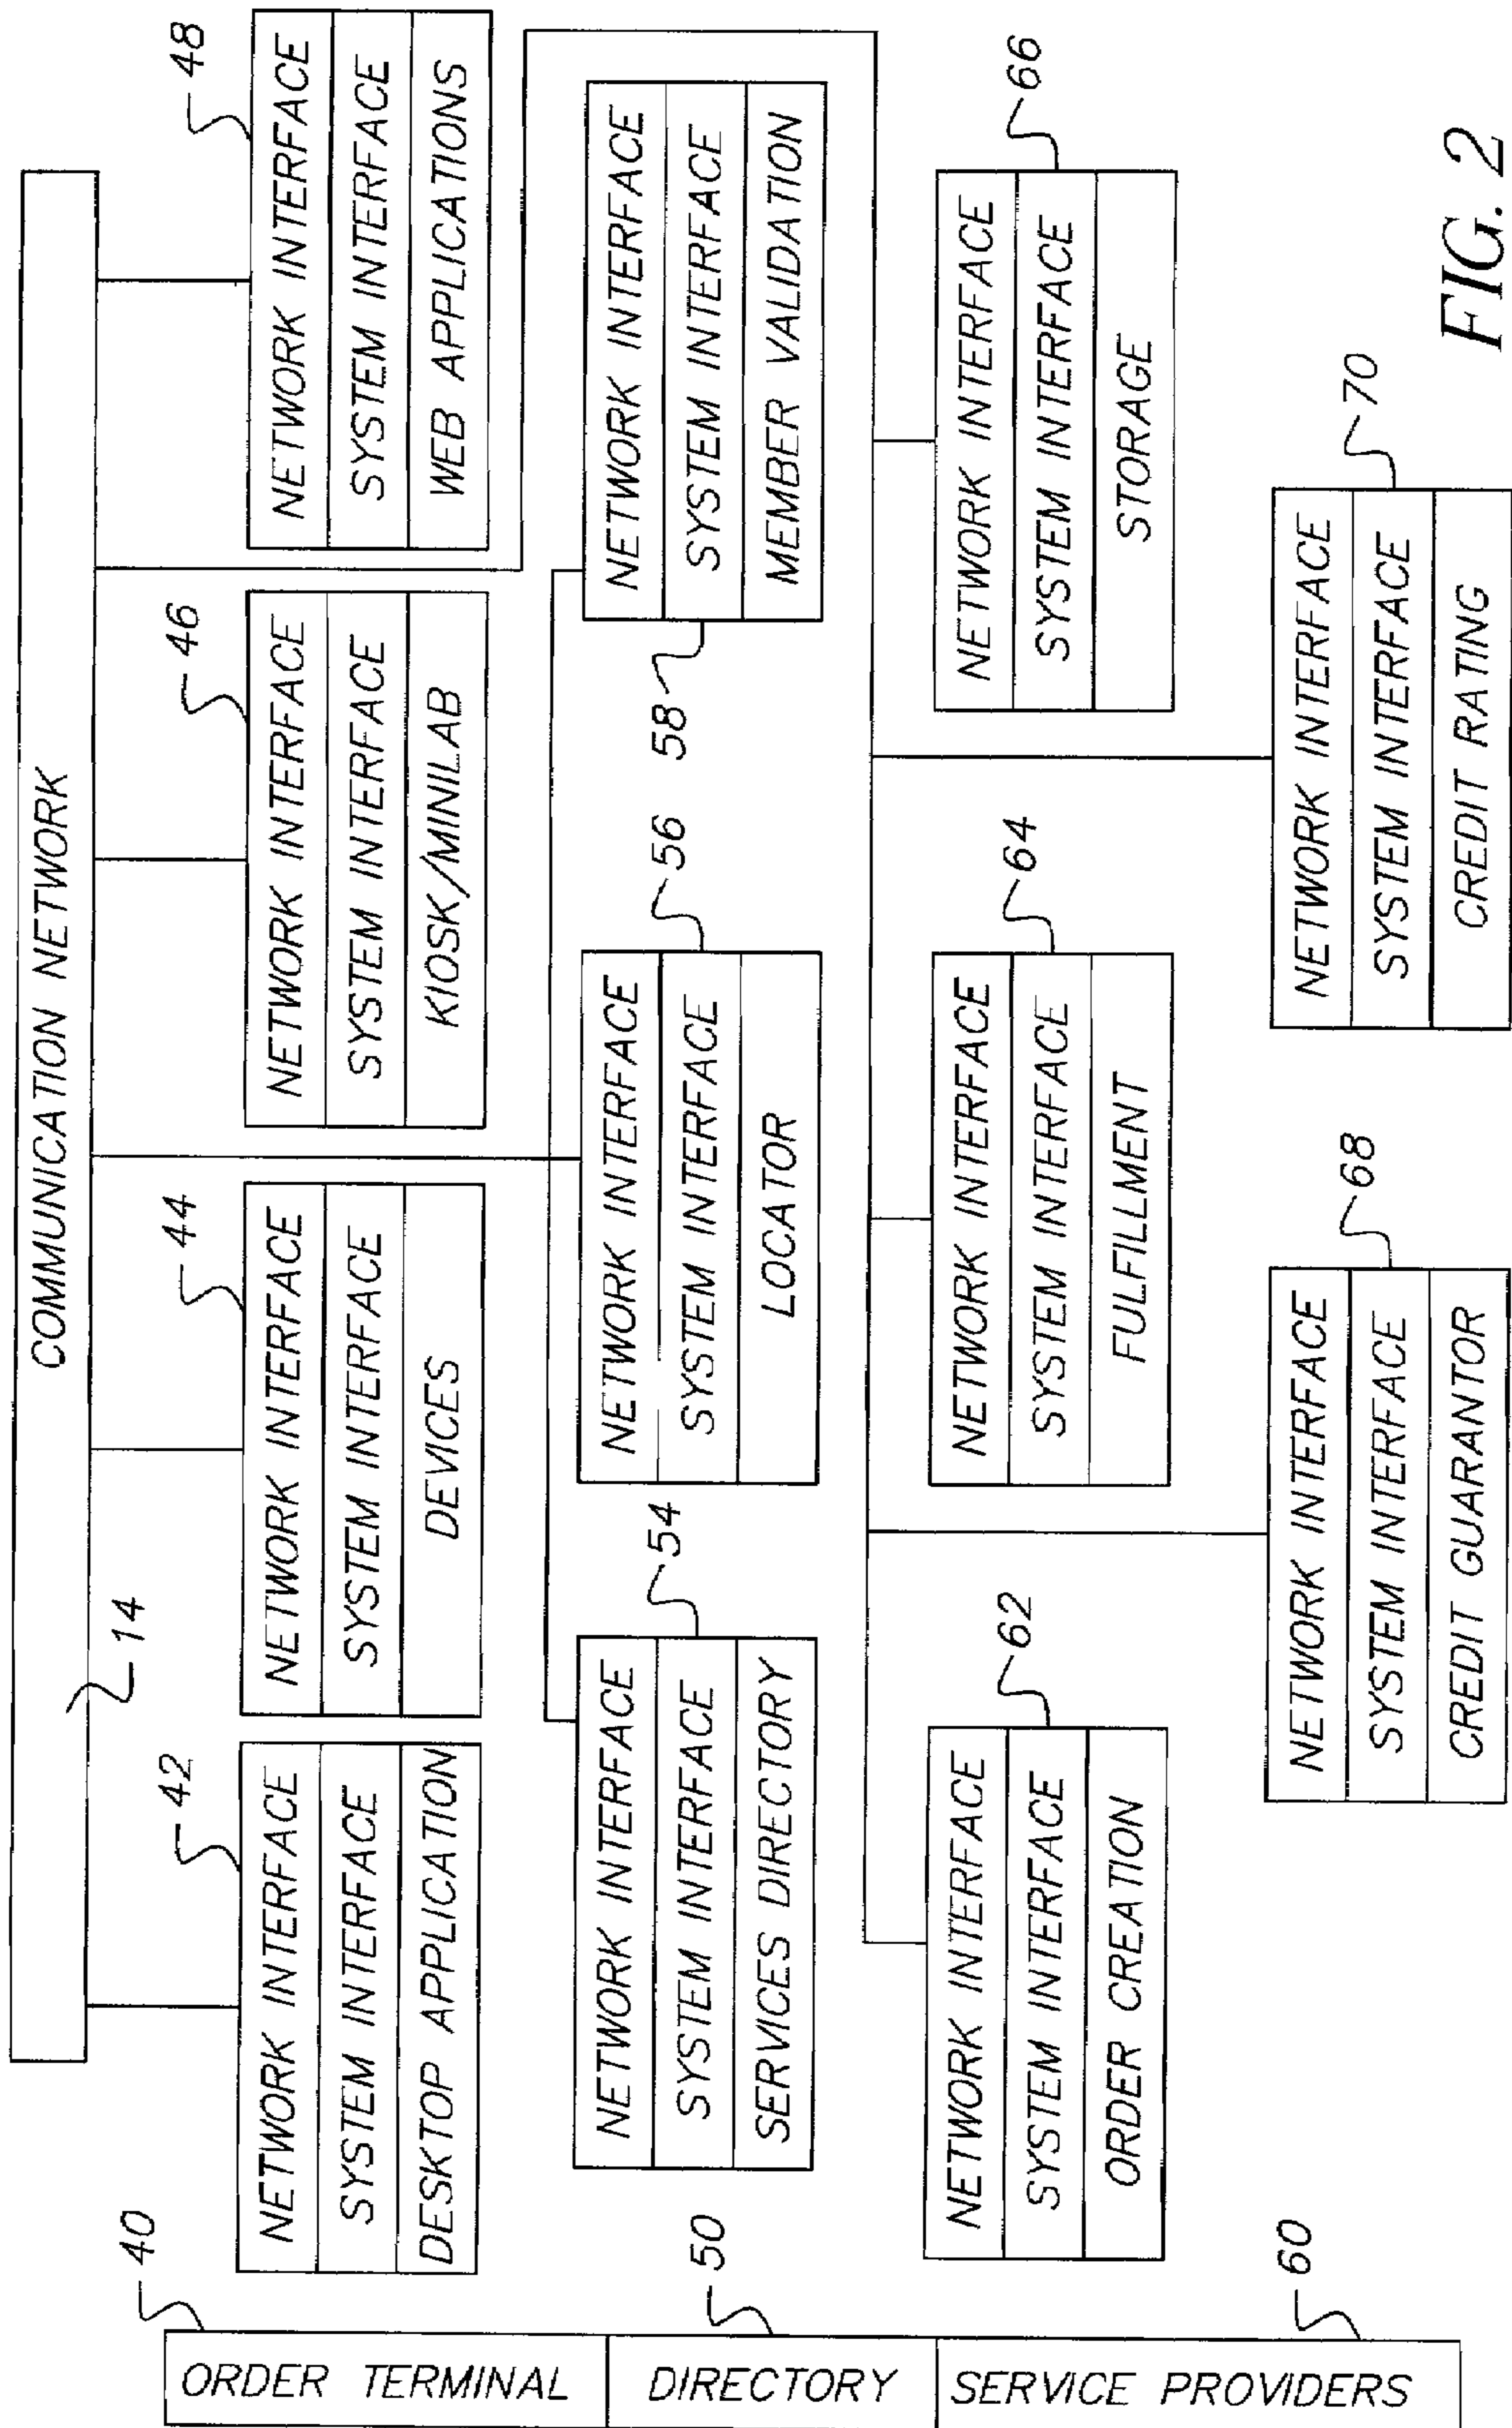 COMMUNICATION NETWORK
14
42
NETWORK INTERFACE
SYSTEM INTERFACE
DESKTOP APPLICATION
44
NETWORK INTERFACE
SYSTEM INTERFACE
DEVICES
46
NETWORK INTERFACE
SYSTEM INTERFACE
KIOSK/MINILAB
48
NETWORK INTERFACE
SYSTEM INTERFACE
WEB APPLICATIONS
40
ORDER TERMINAL
54
NETWORK INTERFACE
SYSTEM INTERFACE
SERVICES DIRECTORY
56
NETWORK INTERFACE
SYSTEM INTERFACE
LOCATOR
58
NETWORK INTERFACE
SYSTEM INTERFACE
MEMBER VALIDATION
50
DIRECTORY
62
NETWORK INTERFACE
SYSTEM INTERFACE
ORDER CREATION
64
NETWORK INTERFACE
SYSTEM INTERFACE
FULFILLMENT
66
NETWORK INTERFACE
SYSTEM INTERFACE
STORAGE
60
SERVICE PROVIDERS
68
NETWORK INTERFACE
SYSTEM INTERFACE
CREDIT GUARANTOR
70
NETWORK INTERFACE
SYSTEM INTERFACE
CREDIT RATING
FIG. 2